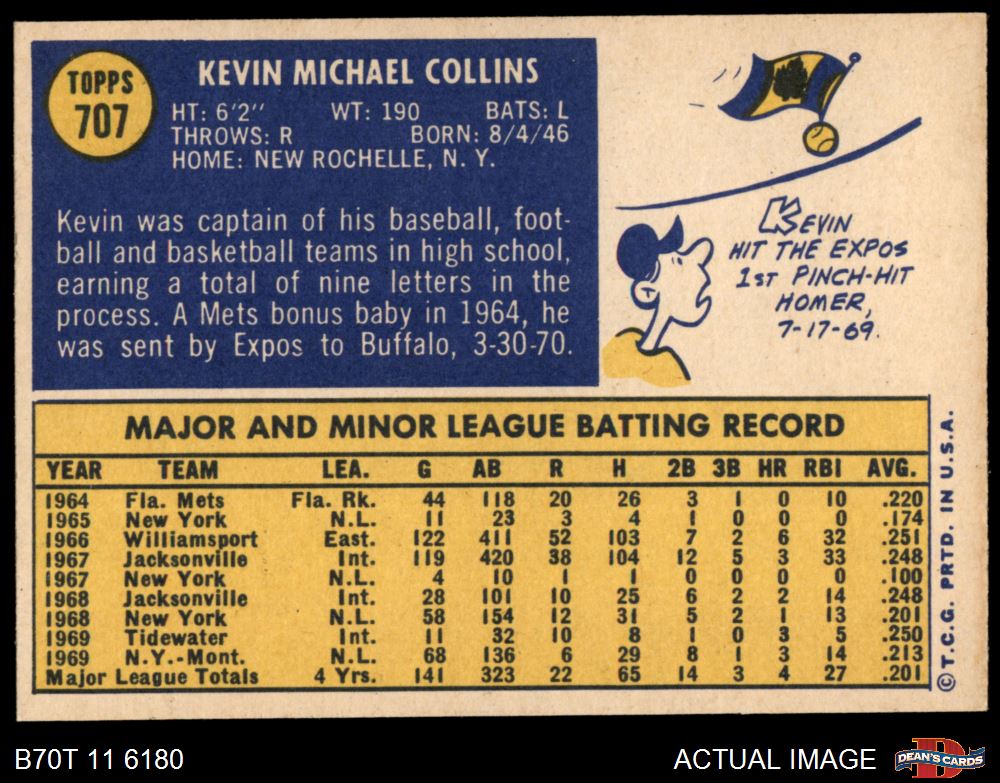 TOPPS
707
KEVIN MICHAEL COLLINS
HT: 6'2" WT: 190 BATS: L
THROWS: R BORN: 8/4/46
HOME: NEW ROCHELLE, N. Y.
Kevin was captain of his baseball, foot-
ball and basketball teams in high school,
earning a total of nine letters in the
process. A Mets bonus baby in 1964, he
was sent by Expos to Buffalo, 3-30-70.
KEVIN
HIT THE EXPOS
1ST PINCH-HIT
HOMER,
7-17-69.
MAJOR AND MINOR LEAGUE BATTING RECORD
YEAR TEAM LEA. G AB R H 2B 3B HR RBI AVG.
1964 Fla. Mets Fla. Rk. 44 118 20 26 3 1 0 10 .220
1965 New York N.L. 11 23 3 4 1 0 0 0 .174
1966 Williamsport East. 122 411 52 103 7 2 6 32 .251
1967 Jacksonville Int. 119 420 38 104 12 5 3 33 .248
1967 New York N.L. 4 10 1 1 0 0 0 0 .100
1968 Jacksonville Int. 28 101 10 25 6 2 2 14 .248
1968 New York N.L. 58 154 12 31 5 2 1 13 .201
1969 Tidewater Int. 11 32 10 8 1 0 3 5 .250
1969 N.Y.-Mont. N.L. 68 136 6 29 8 1 3 14 .213
Major League Totals 4 Yrs. 141 323 22 65 14 3 4 27 .201
©T.C.G. PRTD. IN U.S.A.
B70T 11 6180
ACTUAL IMAGE
D
DEAN'S CARDS